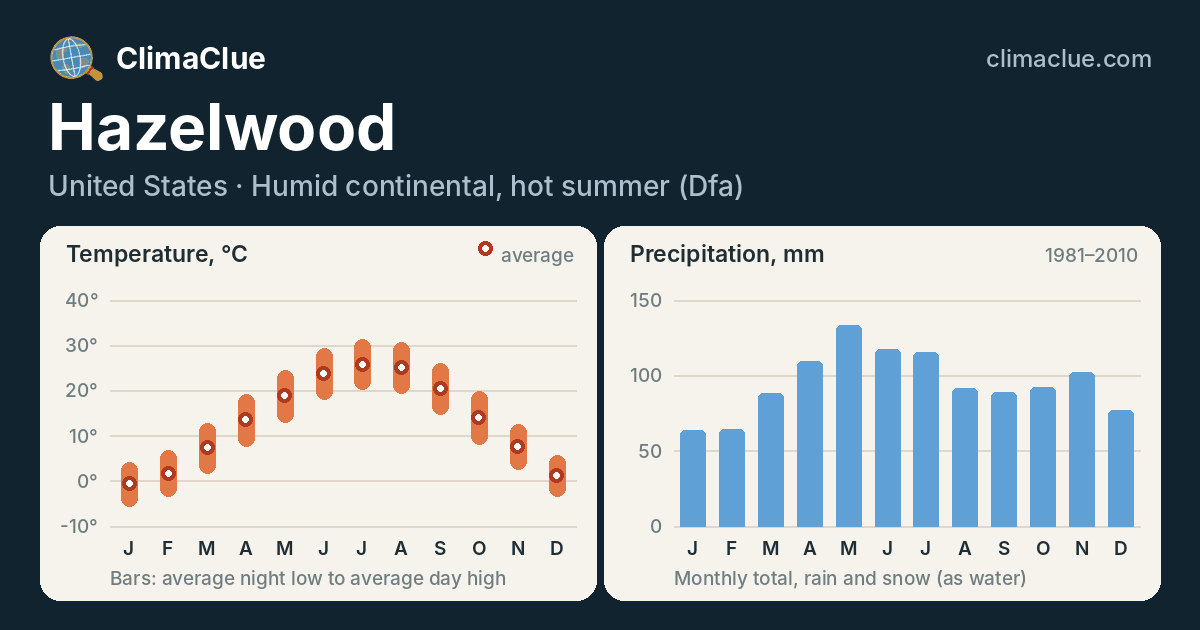 ClimaClue
climaclue.com
Hazelwood
United States · Humid continental, hot summer (Dfa)
Temperature, °C
average
40°
30°
20°
10°
0°
-10°
J F M A M J J A S O N D
Bars: average night low to average day high
Precipitation, mm
1981–2010
150
100
50
0
J F M A M J J A S O N D
Monthly total, rain and snow (as water)